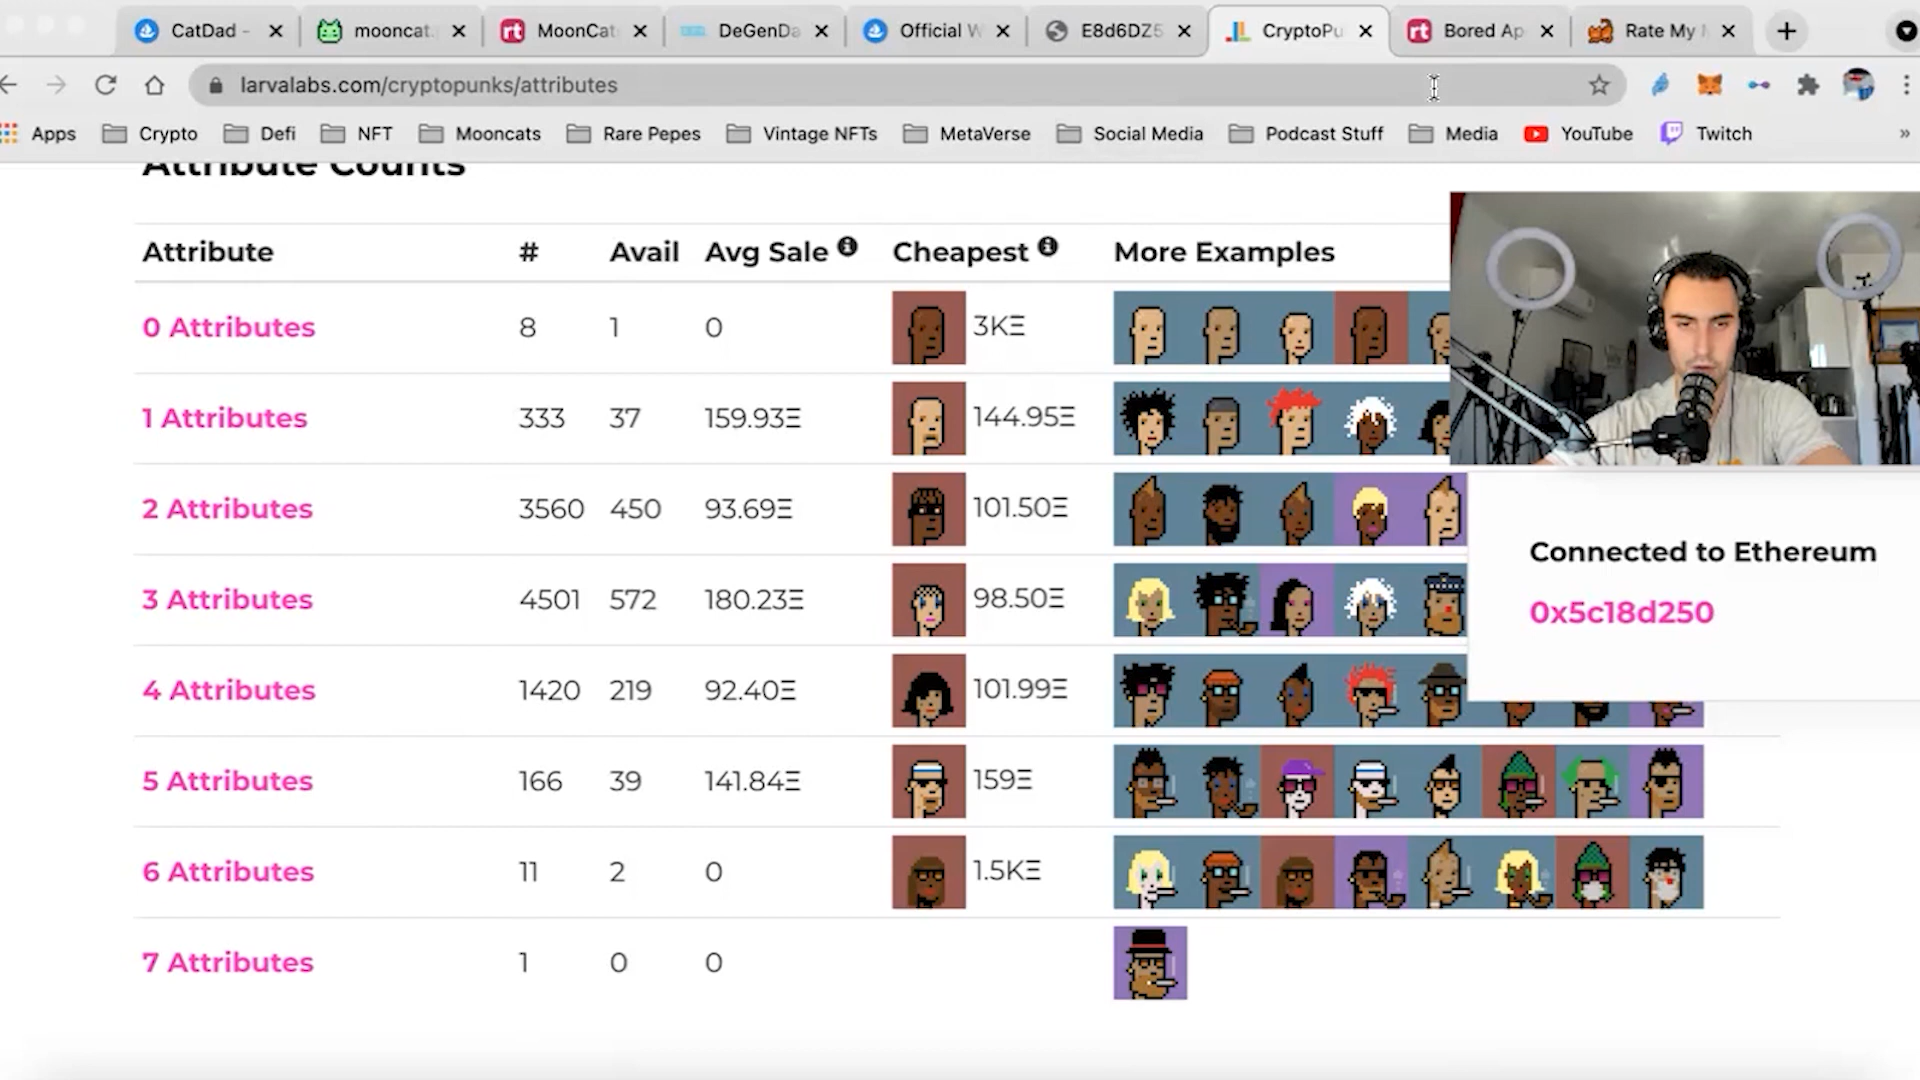 CatDad -
mooncat.
MoonCat
DeGenDa
Official W
E8d6DZ5
CryptoPu
Bored Ap
Rate My
larvalabs.com/cryptopunks/attributes
Apps
Crypto
Defi
NFT
Mooncats
Rare Pepes
Vintage NFTs
MetaVerse
Social Media
Podcast Stuff
Media
YouTube
Twitch
»
Attribute Counts
Attribute # Avail Avg Sale Cheapest More Examples
0 Attributes 8 1 0 3KΞ
1 Attributes 333 37 159.93Ξ 144.95Ξ
2 Attributes 3560 450 93.69Ξ 101.50Ξ
3 Attributes 4501 572 180.23Ξ 98.50Ξ
4 Attributes 1420 219 92.40Ξ 101.99Ξ
5 Attributes 166 39 141.84Ξ 159Ξ
6 Attributes 11 2 0 1.5KΞ
7 Attributes 1 0 0
Connected to Ethereum
0x5c18d250